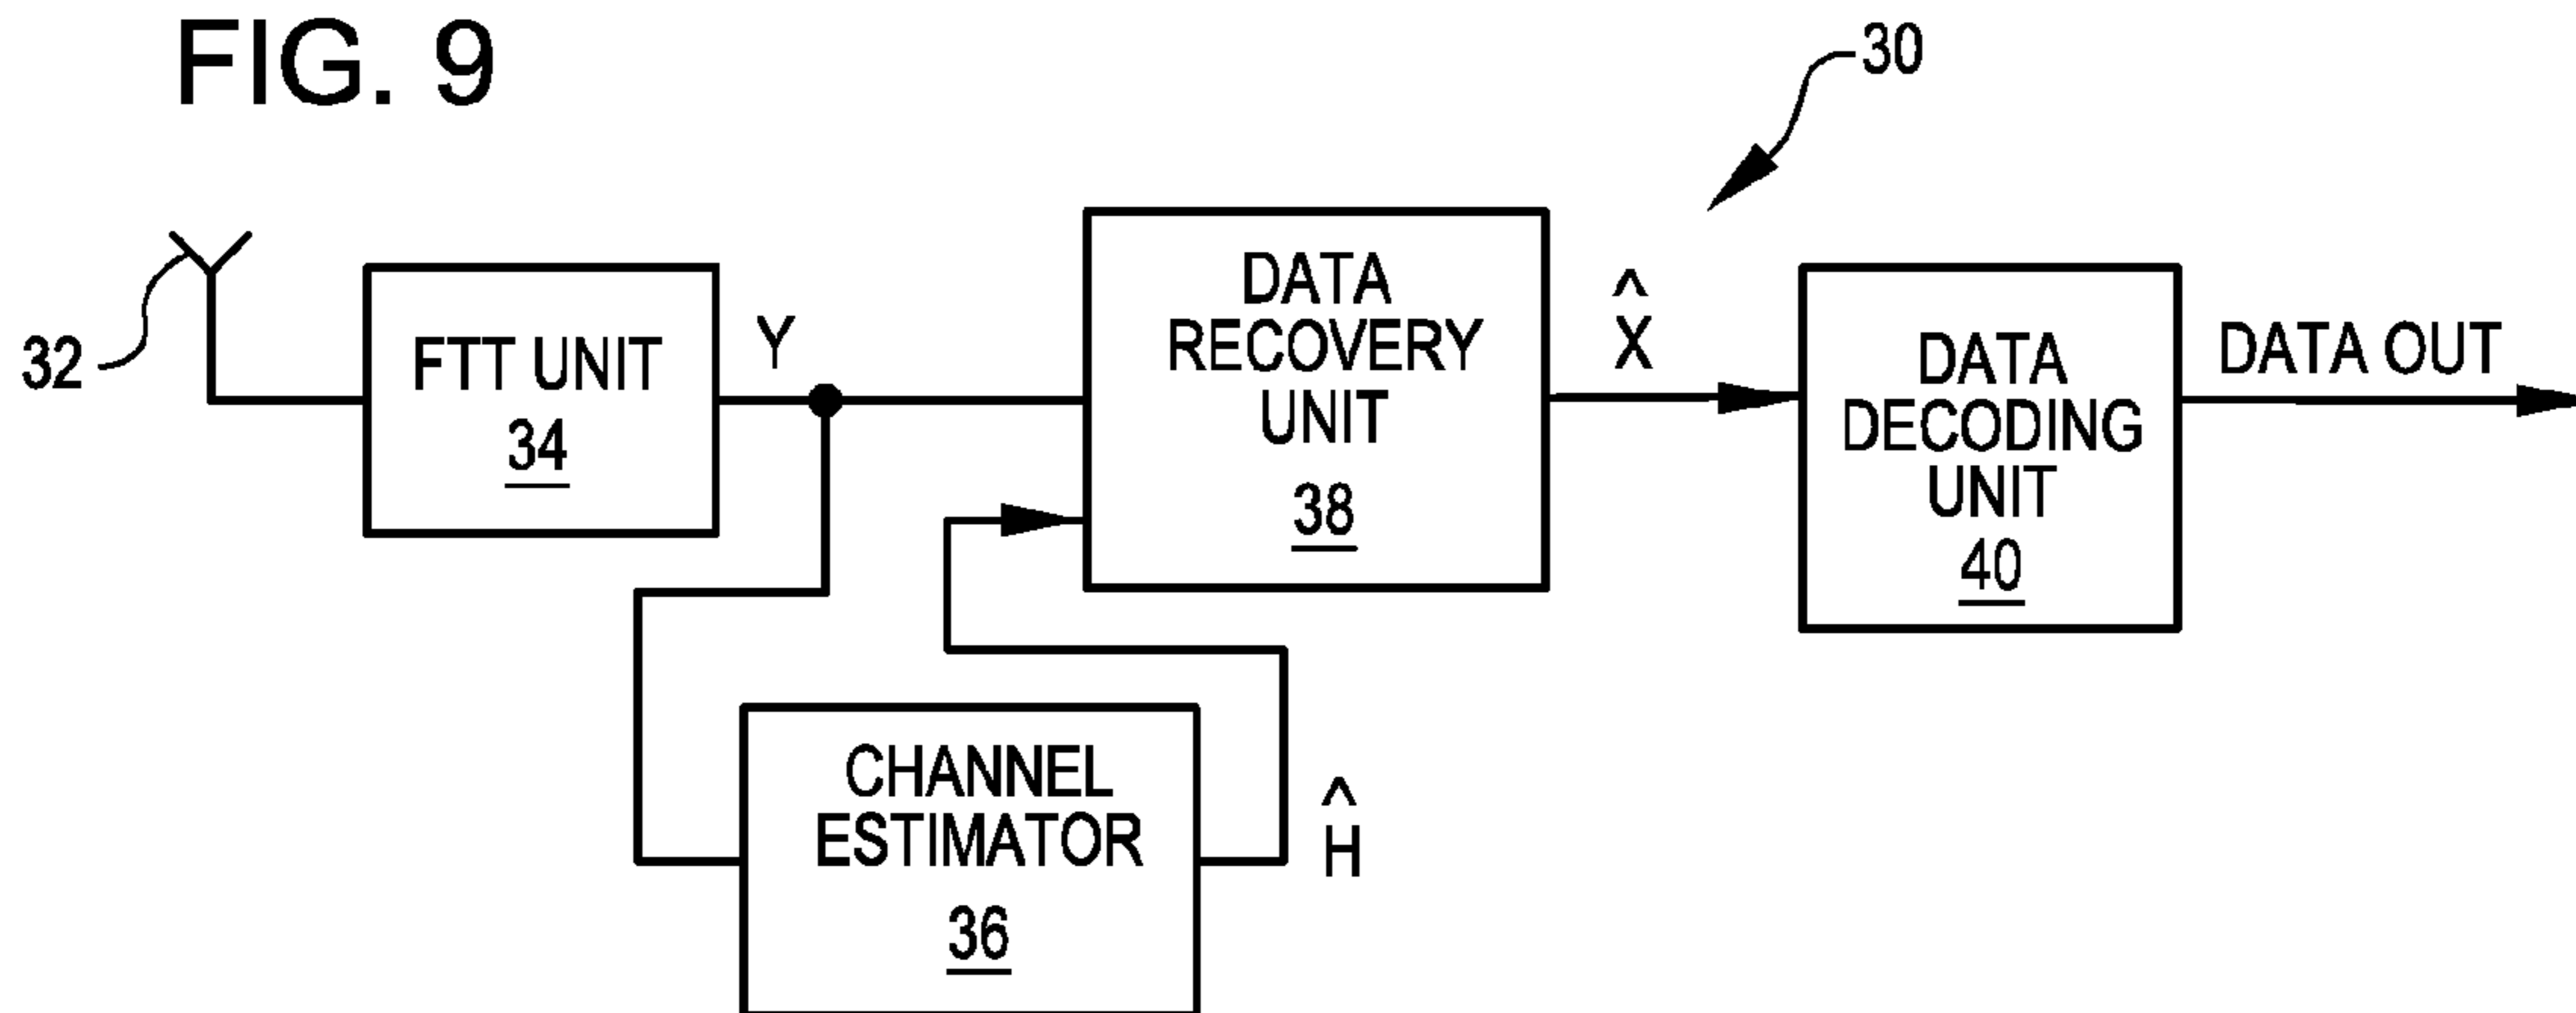 FIG. 9
30
32
FTT UNIT
34
Y
DATA
RECOVERY
UNIT
38
X̂
DATA
DECODING
UNIT
40
DATA OUT
CHANNEL
ESTIMATOR
36
Ĥ